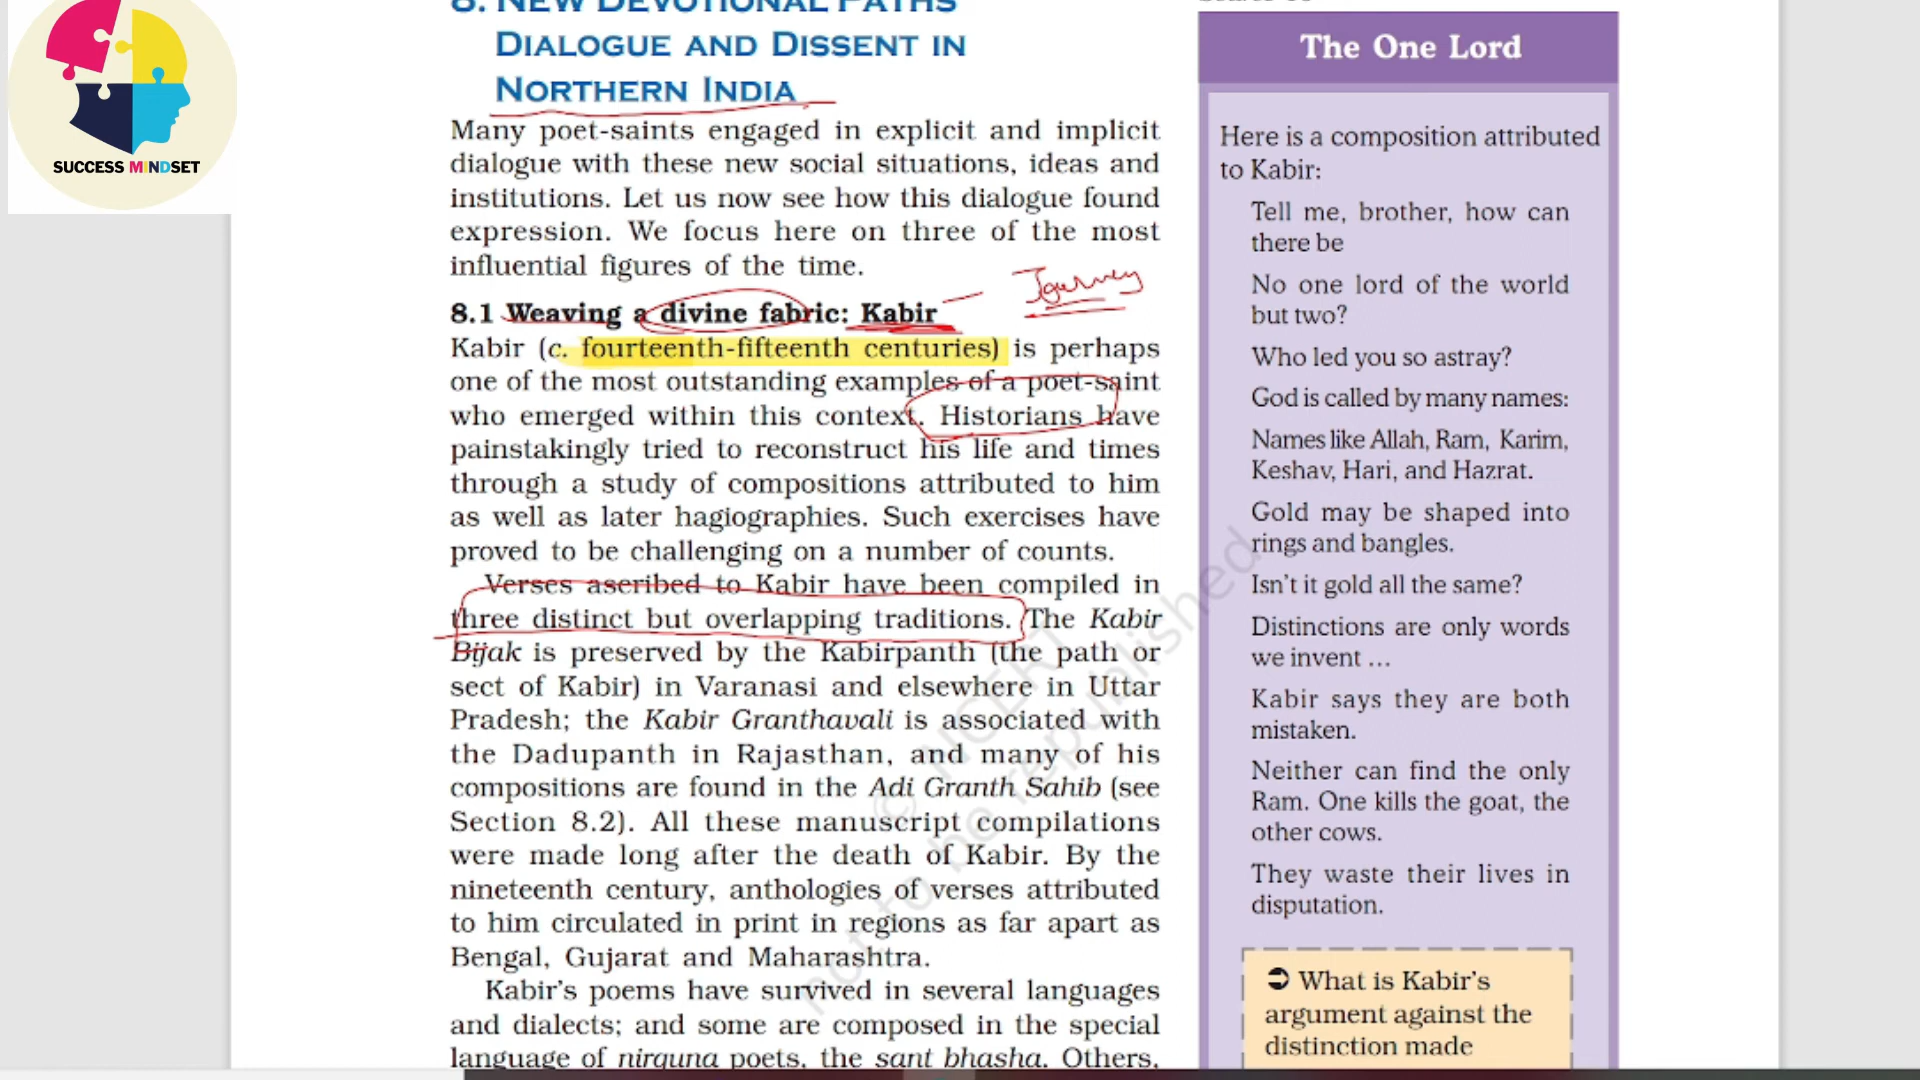 SUCCESS MINDSET
8. NEW DEVOTIONAL PATHS
DIALOGUE AND DISSENT IN
NORTHERN INDIA
Many poet-saints engaged in explicit and implicit
dialogue with these new social situations, ideas and
institutions. Let us now see how this dialogue found
expression. We focus here on three of the most
influential figures of the time.
Journey
8.1 Weaving a divine fabric: Kabir
Kabir (c. fourteenth-fifteenth centuries) is perhaps
one of the most outstanding examples of a poet-saint
who emerged within this context. Historians have
painstakingly tried to reconstruct his life and times
through a study of compositions attributed to him
as well as later hagiographies. Such exercises have
proved to be challenging on a number of counts.
Verses ascribed to Kabir have been compiled in
three distinct but overlapping traditions. The Kabir
Bijak is preserved by the Kabirpanth (the path or
sect of Kabir) in Varanasi and elsewhere in Uttar
Pradesh; the Kabir Granthavali is associated with
the Dadupanth in Rajasthan, and many of his
compositions are found in the Adi Granth Sahib (see
Section 8.2). All these manuscript compilations
were made long after the death of Kabir. By the
nineteenth century, anthologies of verses attributed
to him circulated in print in regions as far apart as
Bengal, Gujarat and Maharashtra.
Kabir's poems have survived in several languages
and dialects; and some are composed in the special
language of nirguna poets, the sant bhasha. Others,
© NCERT
not to be republished
The One Lord
Here is a composition attributed
to Kabir:
Tell me, brother, how can
there be
No one lord of the world
but two?
Who led you so astray?
God is called by many names:
Names like Allah, Ram, Karim,
Keshav, Hari, and Hazrat.
Gold may be shaped into
rings and bangles.
Isn't it gold all the same?
Distinctions are only words
we invent ...
Kabir says they are both
mistaken.
Neither can find the only
Ram. One kills the goat, the
other cows.
They waste their lives in
disputation.
➲ What is Kabir's
argument against the
distinction made